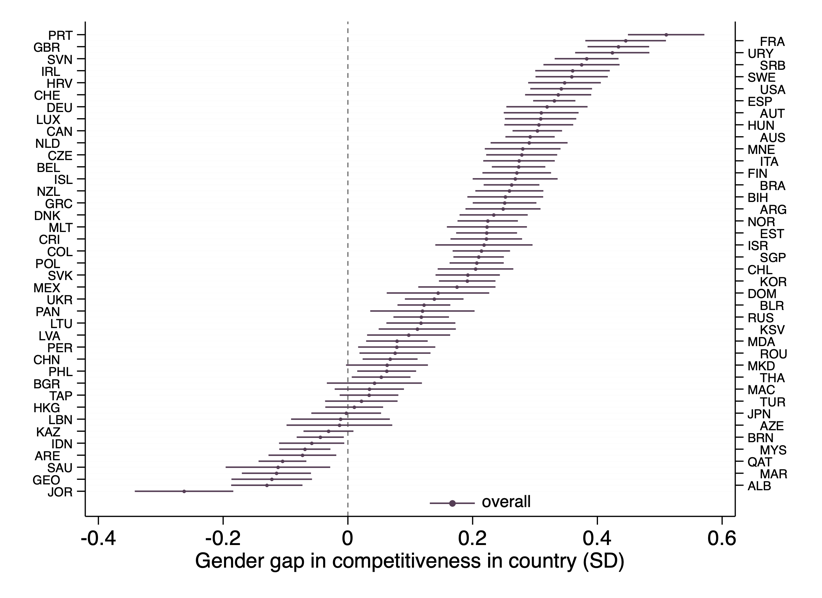 PRT
GBR
SVN
IRL
HRV
CHE
DEU
LUX
CAN
NLD
CZE
BEL
ISL
NZL
GRC
DNK
MLT
CRI
COL
POL
SVK
MEX
UKR
PAN
LTU
LVA
PER
CHN
PHL
BGR
TAP
HKG
LBN
KAZ
IDN
ARE
SAU
GEO
JOR
FRA
URY
SRB
SWE
USA
ESP
AUT
HUN
AUS
MNE
ITA
FIN
BRA
BIH
ARG
NOR
EST
ISR
SGP
CHL
KOR
DOM
BLR
RUS
KSV
MDA
ROU
MKD
THA
MAC
TUR
JPN
AZE
BRN
MYS
QAT
MAR
ALB
overall
-0.4 -0.2 0 0.2 0.4 0.6
Gender gap in competitiveness in country (SD)